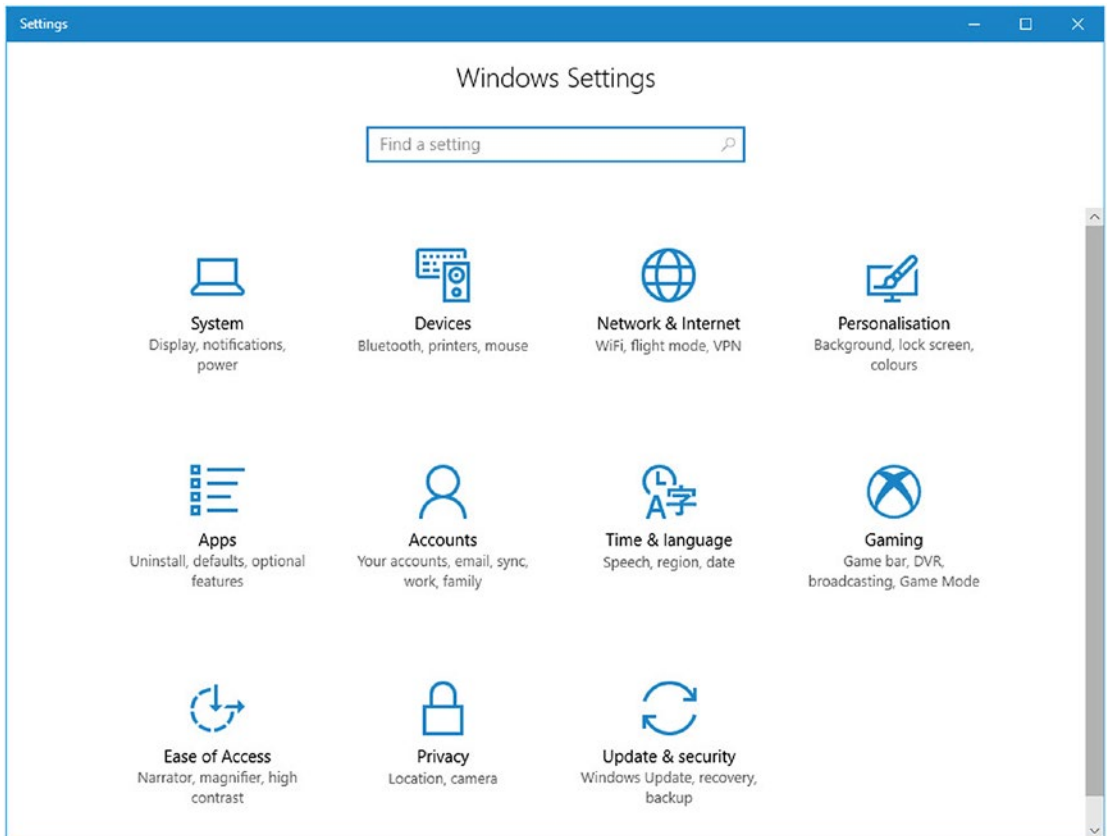 Settings
Windows Settings
Find a setting
System
Display, notifications,
power
Devices
Bluetooth, printers, mouse
Network & Internet
WiFi, flight mode, VPN
Personalisation
Background, lock screen,
colours
Apps
Uninstall, defaults, optional
features
Accounts
Your accounts, email, sync,
work, family
A字
Time & language
Speech, region, date
Gaming
Game bar, DVR,
broadcasting, Game Mode
Ease of Access
Narrator, magnifier, high
contrast
Privacy
Location, camera
Update & security
Windows Update, recovery,
backup